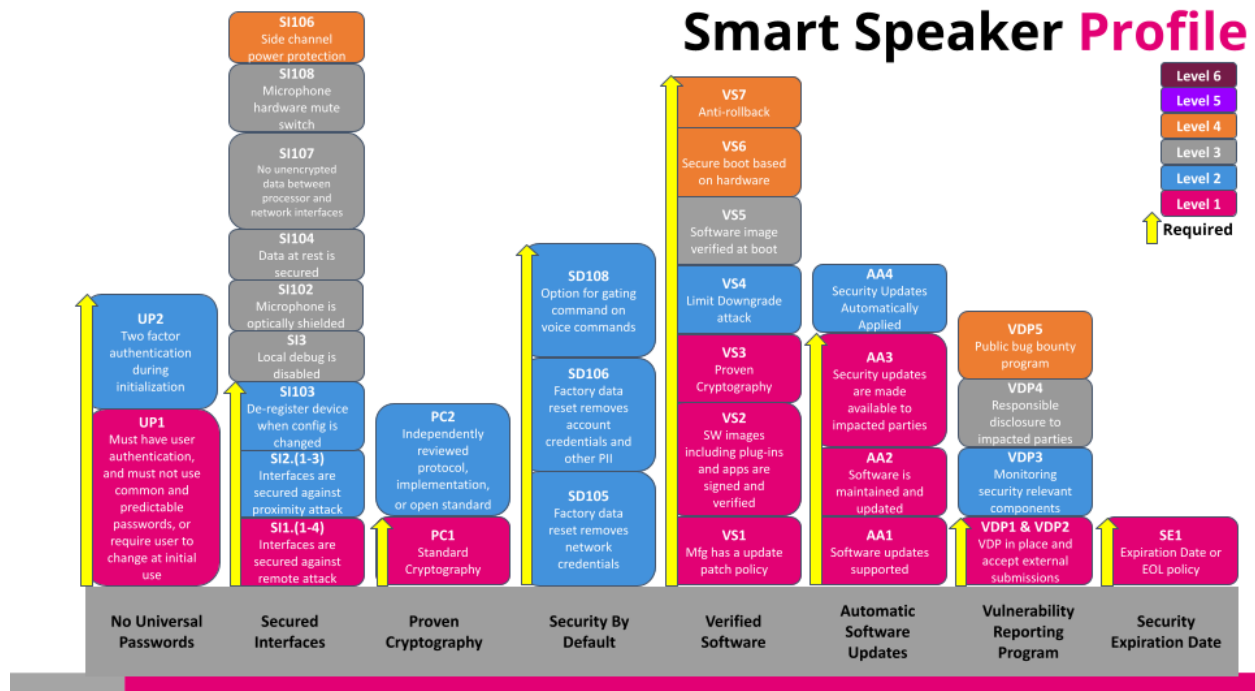 Smart Speaker Profile
Level 6
Level 5
Level 4
Level 3
Level 2
Level 1
Required
UP2
Two factor
authentication
during
initialization
UP1
Must have user
authentication,
and must not use
common and
predictable
passwords, or
require user to
change at initial
use
No Universal
Passwords
SI106
Side channel
power protection
SI108
Microphone
hardware mute
switch
SI107
No unencrypted
data between
processor and
network interfaces
SI104
Data at rest is
secured
SI102
Microphone is
optically shielded
SI3
Local debug is
disabled
SI103
De-register device
when config is
changed
SI2.(1-3)
Interfaces are
secured against
proximity attack
SI1.(1-4)
Interfaces are
secured against
remote attack
Secured
Interfaces
PC2
Independently
reviewed
protocol,
implementation,
or open standard
PC1
Standard
Cryptography
Proven
Cryptography
SD108
Option for gating
command on
voice commands
SD106
Factory data
reset removes
account
credentials and
other PII
SD105
Factory data
reset removes
network
credentials
Security By
Default
VS7
Anti-rollback
VS6
Secure boot based
on hardware
VS5
Software image
verified at boot
VS4
Limit Downgrade
attack
VS3
Proven
Cryptography
VS2
SW images
including plug-ins
and apps are
signed and
verified
VS1
Mfg has a update
patch policy
Verified
Software
AA4
Security Updates
Automatically
Applied
AA3
Security updates
are made
available to
impacted parties
AA2
Software is
maintained and
updated
AA1
Software updates
supported
Automatic
Software
Updates
VDP5
Public bug bounty
program
VDP4
Responsible
disclosure to
impacted parties
VDP3
Monitoring
security relevant
components
VDP1 & VDP2
VDP in place and
accept external
submissions
Vulnerability
Reporting
Program
SE1
Expiration Date or
EOL policy
Security
Expiration Date